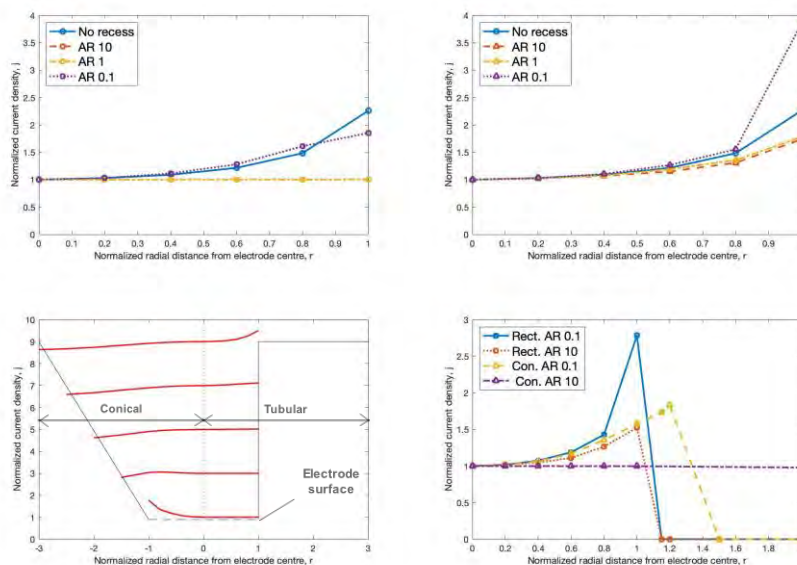 4
3.5
3
2.5
2
1.5
1
0.5
0
Normalized current density, j
No recess
AR 10
AR 1
AR 0.1
0 0.1 0.2 0.3 0.4 0.5 0.6 0.7 0.8 0.9 1
Normalized radial distance from electrode centre, r
4
3.5
3
2.5
2
1.5
1
0.5
0
Normalized current density, j
No recess
AR 10
AR 1
AR 0.1
0 0.1 0.2 0.3 0.4 0.5 0.6 0.7 0.8 0.9
Normalized radial distance from electrode centre, r
10
9
8
7
6
5
4
3
2
1
0
Normalized current density, j
Conical
Tubular
Electrode
surface
-3 -2 -1 0 1 2 3
Normalized radial distance from electrode centre, r
3
2.5
2
1.5
1
0.5
0
Normalized current density, j
Rect. AR 0.1
Rect. AR 10
Con. AR 0.1
Con. AR 10
0 0.2 0.4 0.6 0.8 1 1.2 1.4 1.6 1.8
Normalized radial distance from electrode centre, r